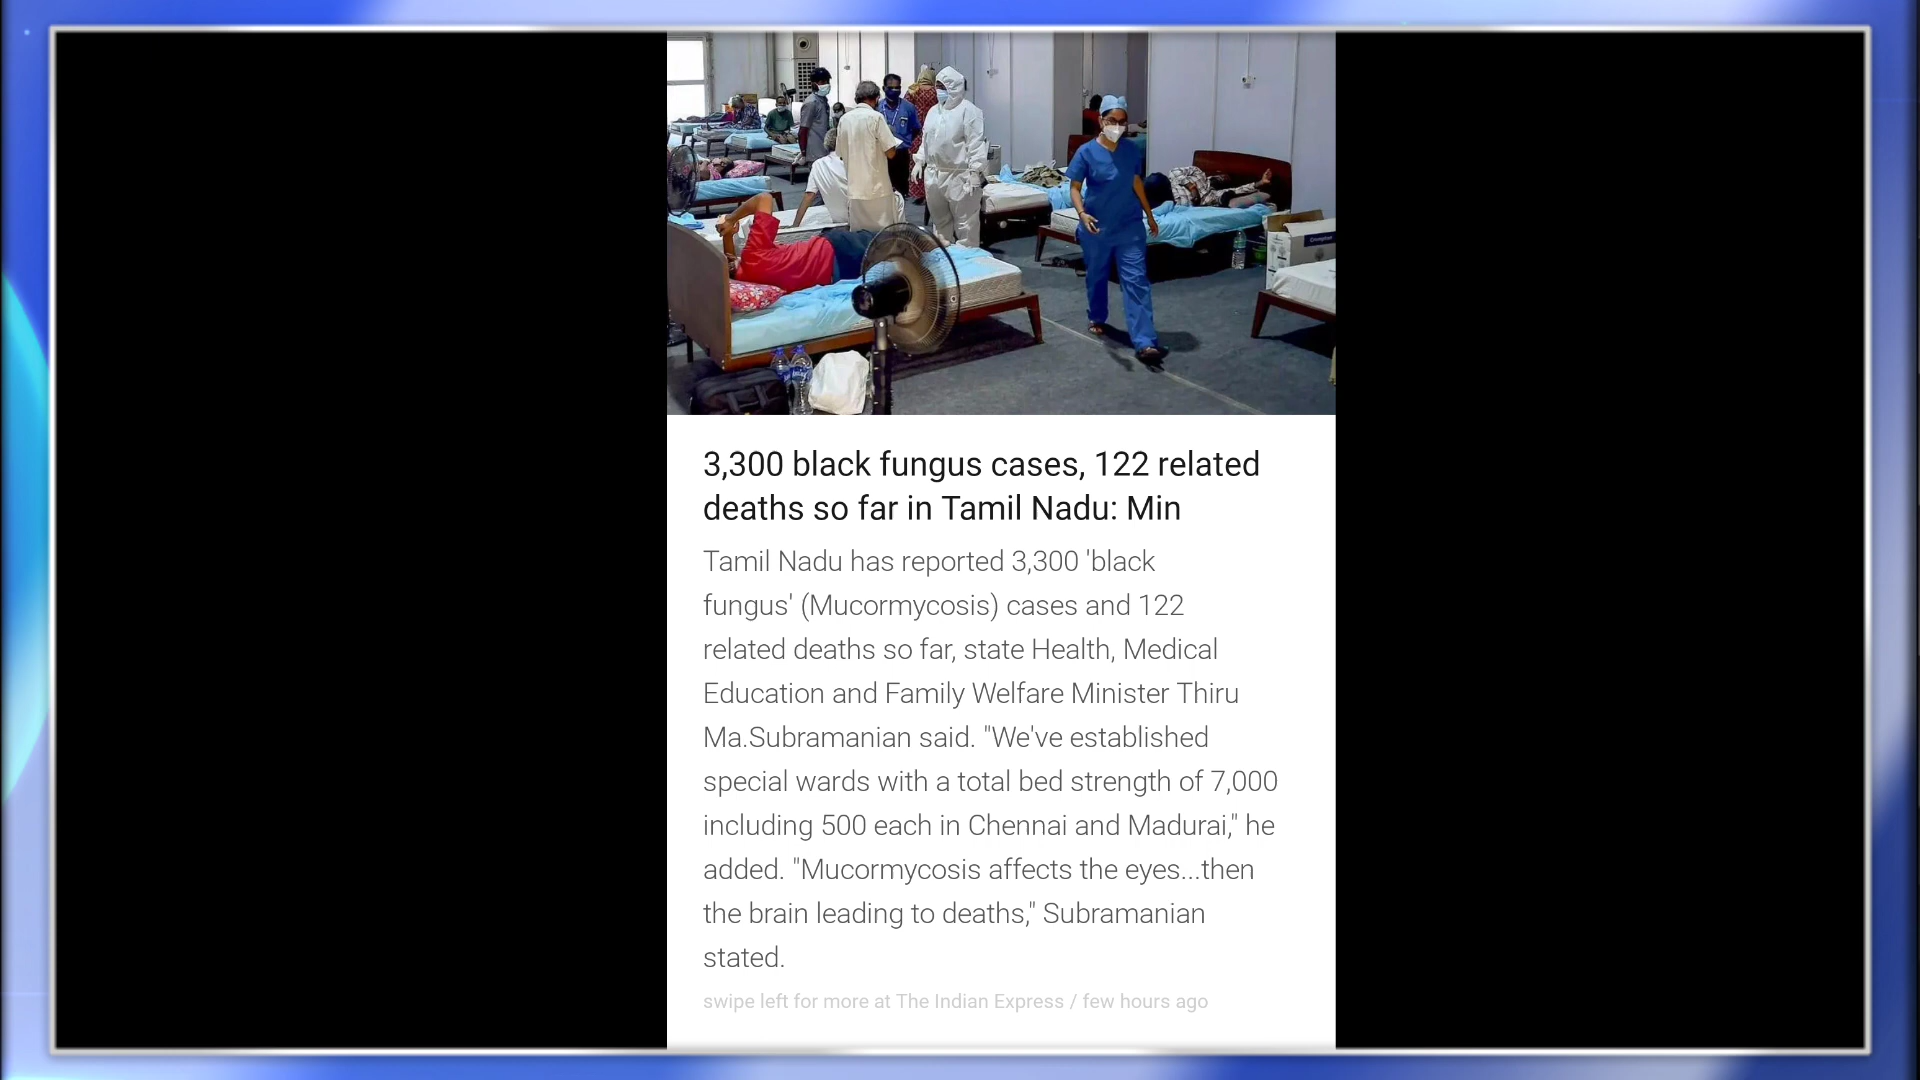 3,300 black fungus cases, 122 related
deaths so far in Tamil Nadu: Min
Tamil Nadu has reported 3,300 'black
fungus' (Mucormycosis) cases and 122
related deaths so far, state Health, Medical
Education and Family Welfare Minister Thiru
Ma.Subramanian said. "We've established
special wards with a total bed strength of 7,000
including 500 each in Chennai and Madurai," he
added. "Mucormycosis affects the eyes...then
the brain leading to deaths," Subramanian
stated.
swipe left for more at The Indian Express / few hours ago